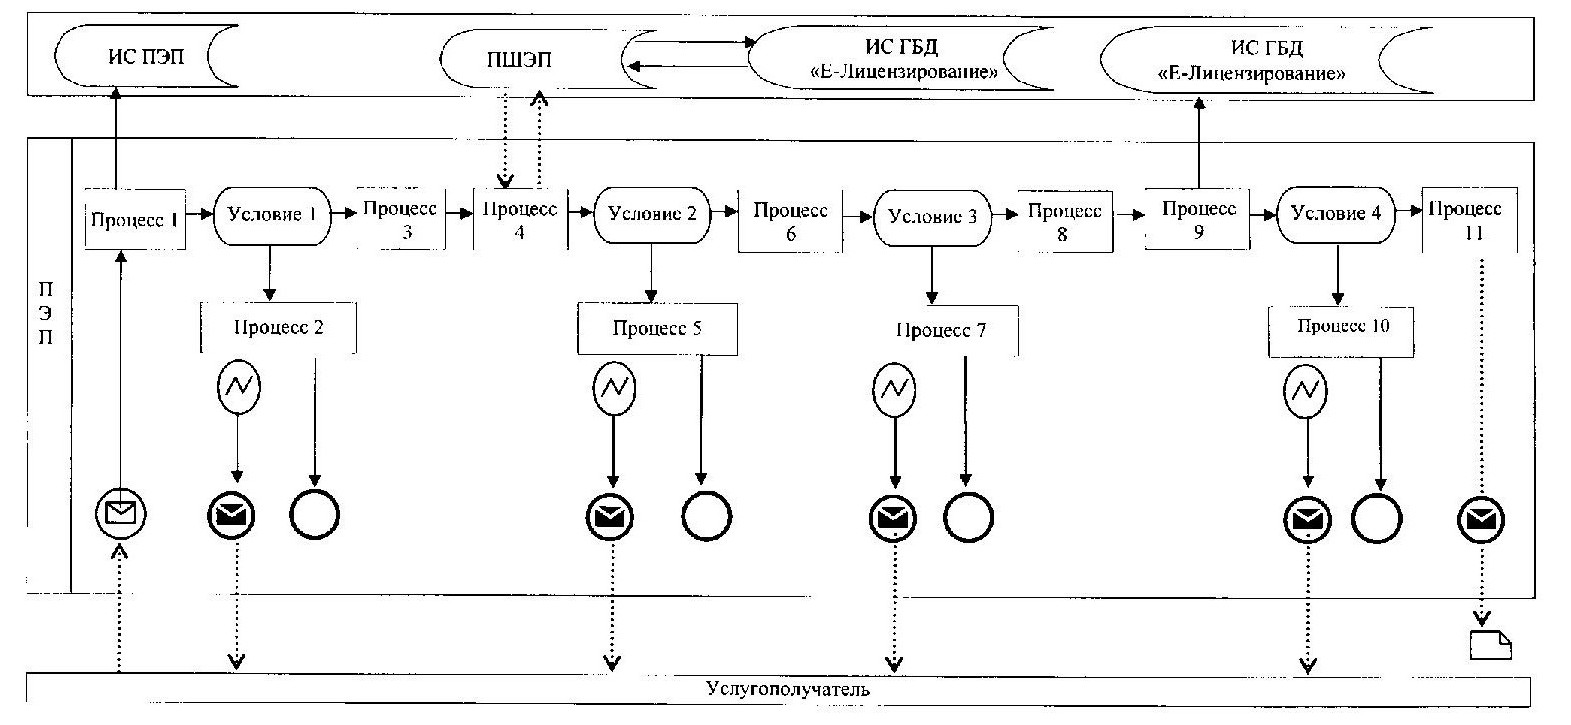 ИС ПЭП
ПШЭП
ИС ГБД
«Е-Лицензирование»
ИС ГБД
«Е-Лицензирование»
П
Э
П
Процесс 1
Условие 1
Процесс
3
Процесс
4
Условие 2
Процесс
6
Условие 3
Процесс
8
Процесс
9
Условие 4
Процесс
11
Процесс 2
Процесс 5
Процесс 7
Процесс 10
Услугополучатель